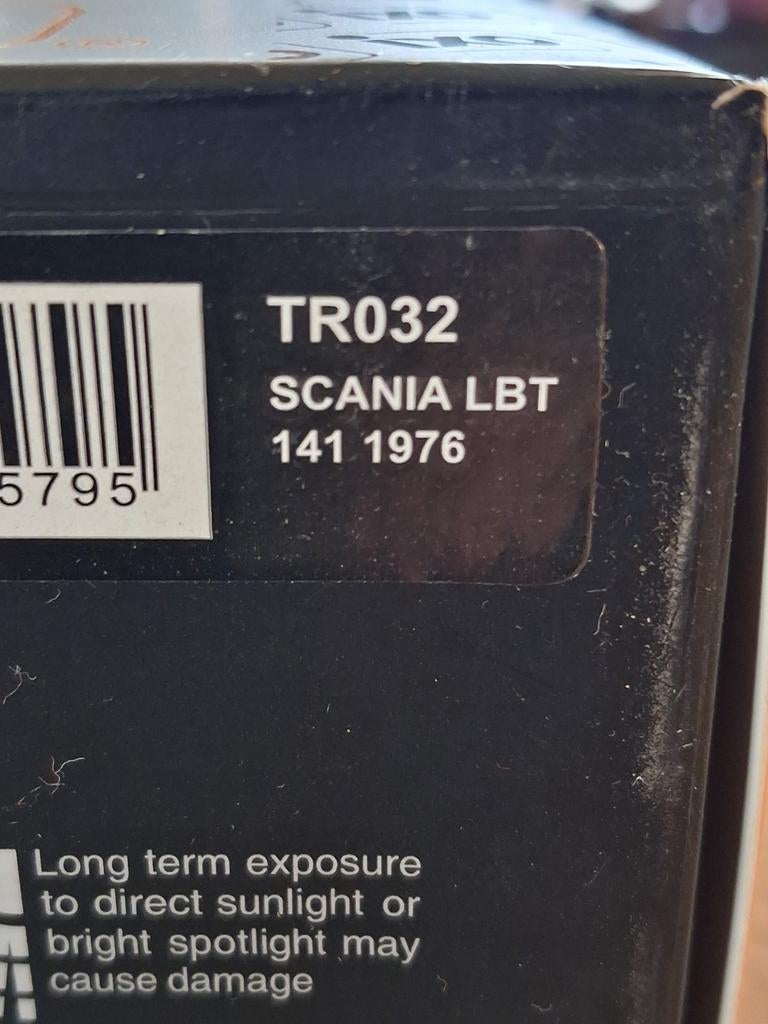 TR032
SCANIA LBT
141 1976
5795
Long term exposure
to direct sunlight or
bright spotlight may
cause damage